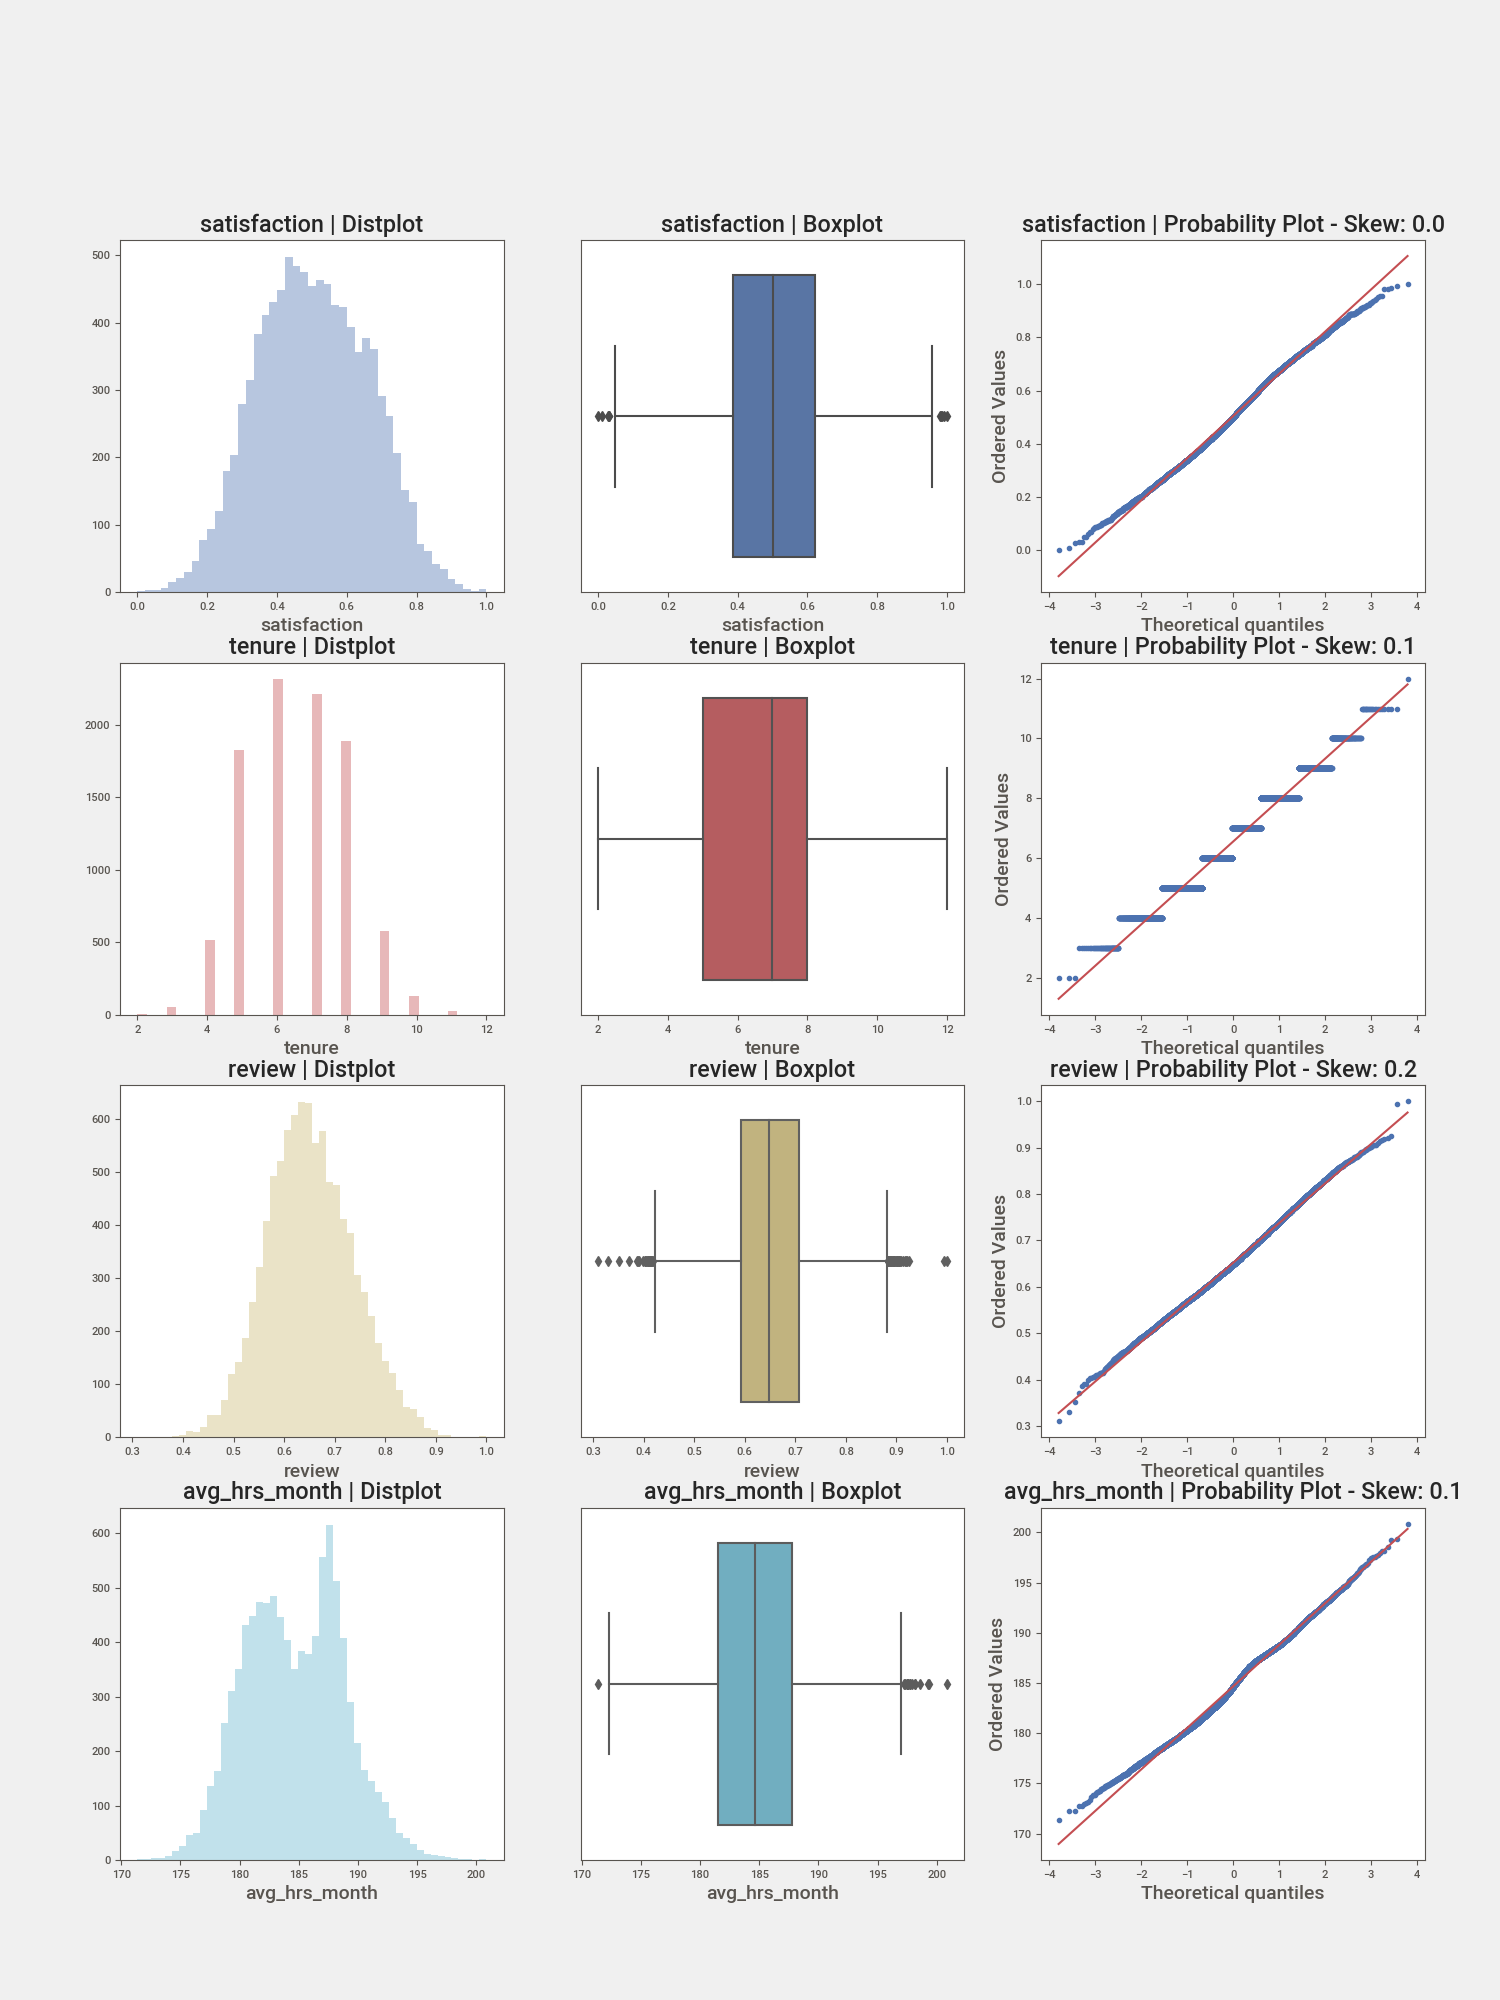 satisfaction | Distplot
500
400
300
200
100
0
0.0 0.2 0.4 0.6 0.8 1.0
satisfaction
satisfaction | Boxplot
0.0 0.2 0.4 0.6 0.8 1.0
satisfaction
satisfaction | Probability Plot - Skew: 0.0
Ordered Values
1.0
0.8
0.6
0.4
0.2
0.0
−4 −3 −2 −1 0 1 2 3 4
Theoretical quantiles
tenure | Distplot
2000
1500
1000
500
0
2 4 6 8 10 12
tenure
tenure | Boxplot
2 4 6 8 10 12
tenure
tenure | Probability Plot - Skew: 0.1
Ordered Values
12
10
8
6
4
2
−4 −3 −2 −1 0 1 2 3 4
Theoretical quantiles
review | Distplot
600
500
400
300
200
100
0
0.3 0.4 0.5 0.6 0.7 0.8 0.9 1.0
review
review | Boxplot
0.3 0.4 0.5 0.6 0.7 0.8 0.9 1.0
review
review | Probability Plot - Skew: 0.2
Ordered Values
1.0
0.9
0.8
0.7
0.6
0.5
0.4
0.3
−4 −3 −2 −1 0 1 2 3 4
Theoretical quantiles
avg_hrs_month | Distplot
600
500
400
300
200
100
0
170 175 180 185 190 195 200
avg_hrs_month
avg_hrs_month | Boxplot
170 175 180 185 190 195 200
avg_hrs_month
avg_hrs_month | Probability Plot - Skew: 0.1
Ordered Values
200
195
190
185
180
175
170
−4 −3 −2 −1 0 1 2 3 4
Theoretical quantiles